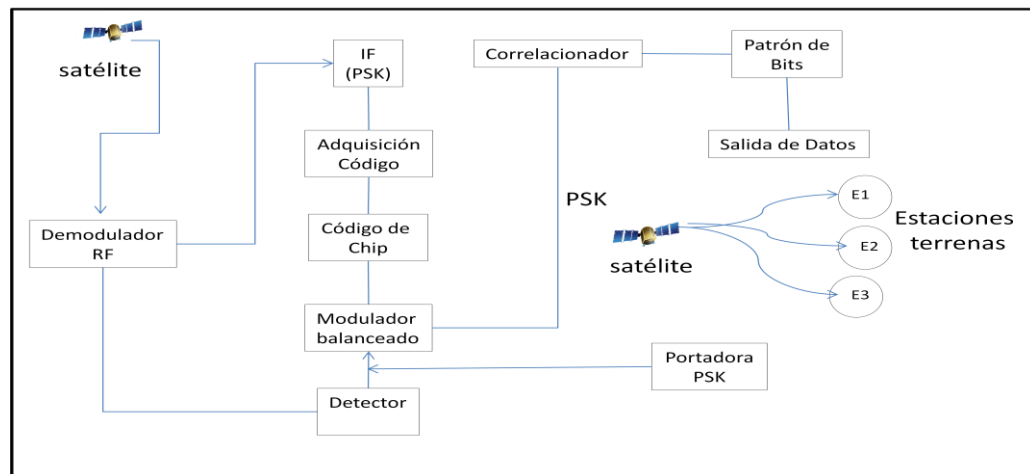 satélite
IF
(PSK)
Correlacionador
Patrón de
Bits
Adquisición
Código
Salida de Datos
Demodulador
RF
Código de
Chip
PSK
satélite
E1
E2
E3
Estaciones
terrenas
Modulador
balanceado
Portadora
PSK
Detector